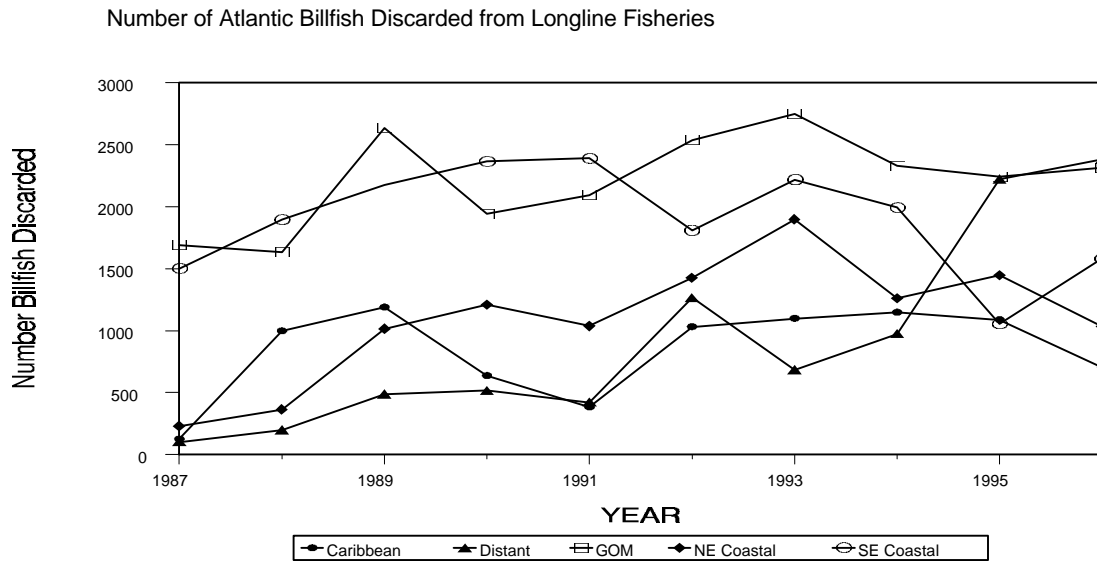 Number of Atlantic Billfish Discarded from Longline Fisheries
Number Billfish Discarded
3000
2500
2000
1500
1000
500
0
1987
1989
1991
1993
1995
YEAR
Caribbean
Distant
GOM
NE Coastal
SE Coastal